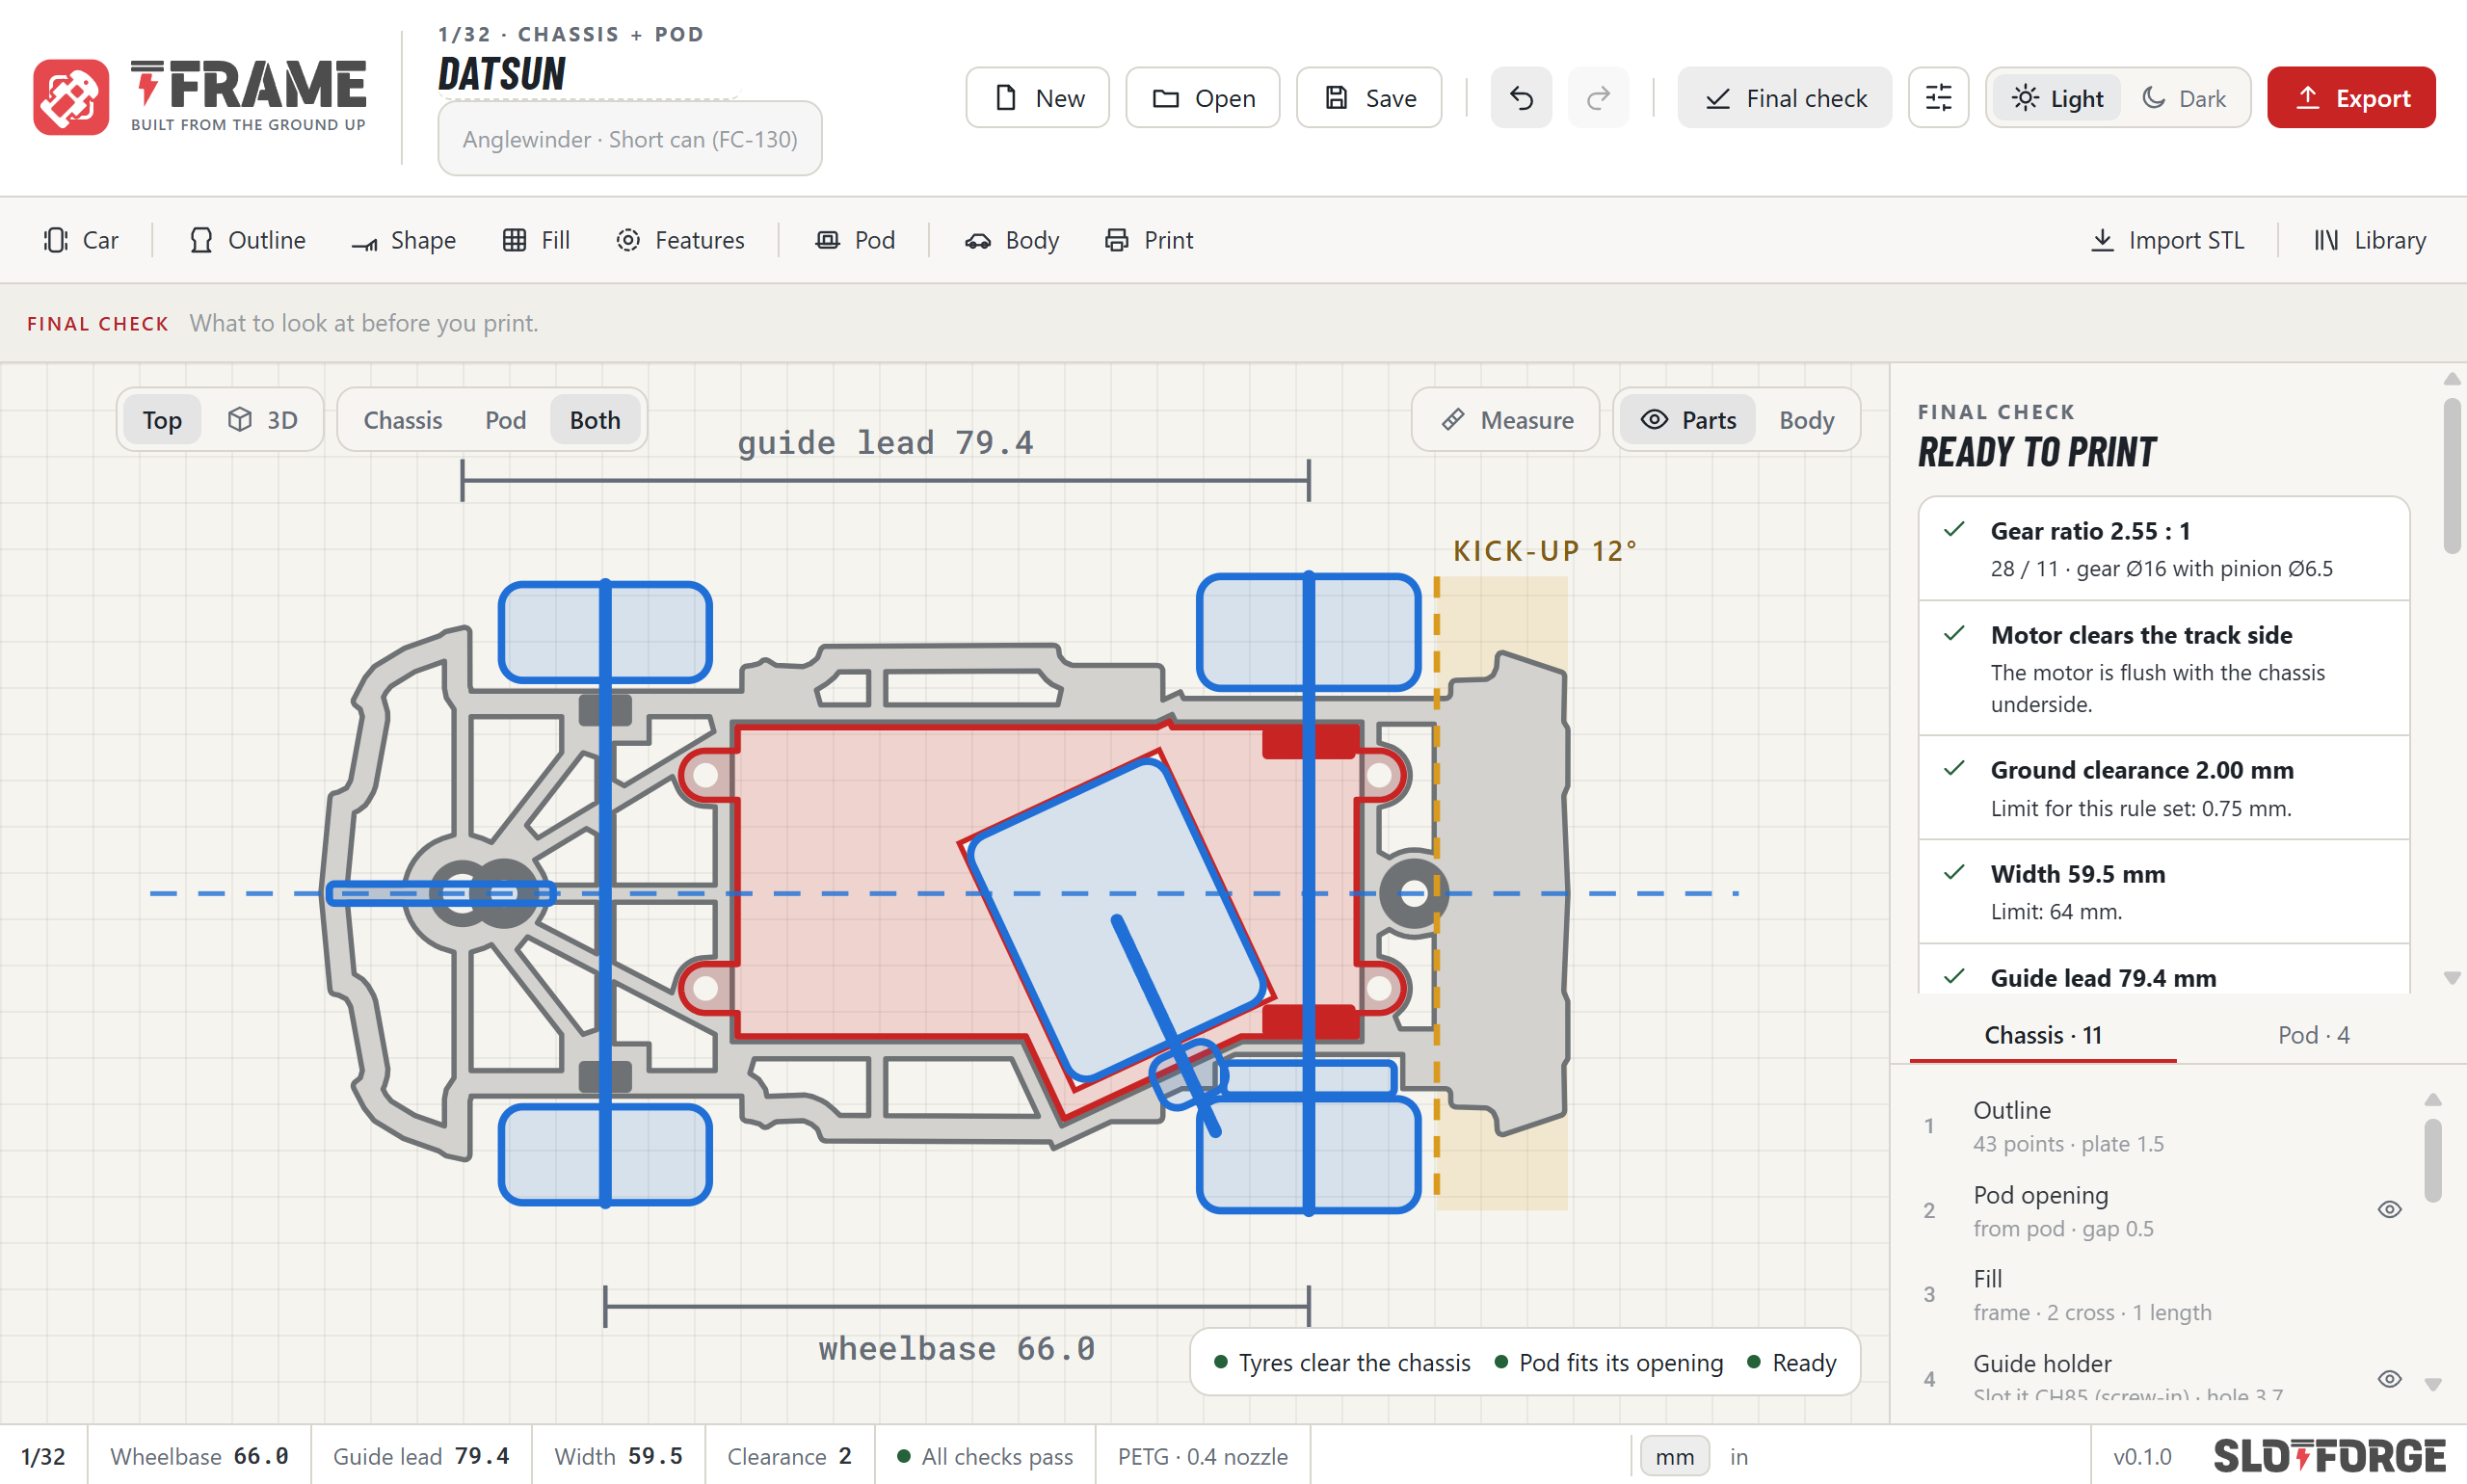 TFRAME
BUILT FROM THE GROUND UP
1/32 · CHASSIS + POD
DATSUN
Anglewinder · Short can (FC-130)
New
Open
Save
Final check
Light
Dark
Export
Car
Outline
Shape
Fill
Features
Pod
Body
Print
Import STL
Library
FINAL CHECK What to look at before you print.
Top
3D
Chassis
Pod
Both
Measure
Parts
Body
guide lead 79.4
KICK-UP 12°
wheelbase 66.0
Tyres clear the chassis
Pod fits its opening
Ready
FINAL CHECK
READY TO PRINT
Gear ratio 2.55 : 1
28 / 11 · gear Ø16 with pinion Ø6.5
Motor clears the track side
The motor is flush with the chassis
underside.
Ground clearance 2.00 mm
Limit for this rule set: 0.75 mm.
Width 59.5 mm
Limit: 64 mm.
Guide lead 79.4 mm
Chassis · 11
Pod · 4
1 Outline
43 points · plate 1.5
2 Pod opening
from pod · gap 0.5
3 Fill
frame · 2 cross · 1 length
4 Guide holder
Slot it CH85 (screw-in) · hole 3.7
1/32
Wheelbase 66.0
Guide lead 79.4
Width 59.5
Clearance 2
All checks pass
PETG · 0.4 nozzle
mm
in
v0.1.0
SLOTFORGE